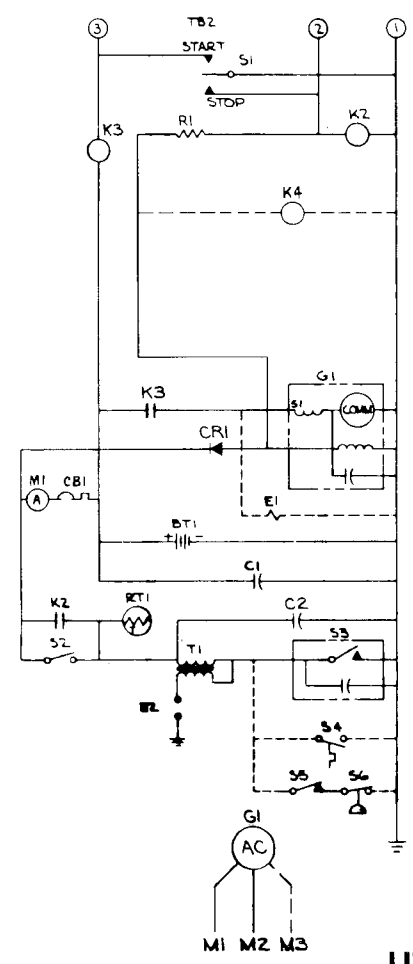 3 TB2 2 1
START
S1
STOP
K3 R1 K2
K4
G1
K3 S1 COMM
CR1
M1 CB1
A
E1
+ BT1 -
C1
K2 RT1 C2
S2 T1 S3
E2
S4
S5 S6
G1
AC
M1 M2 M3